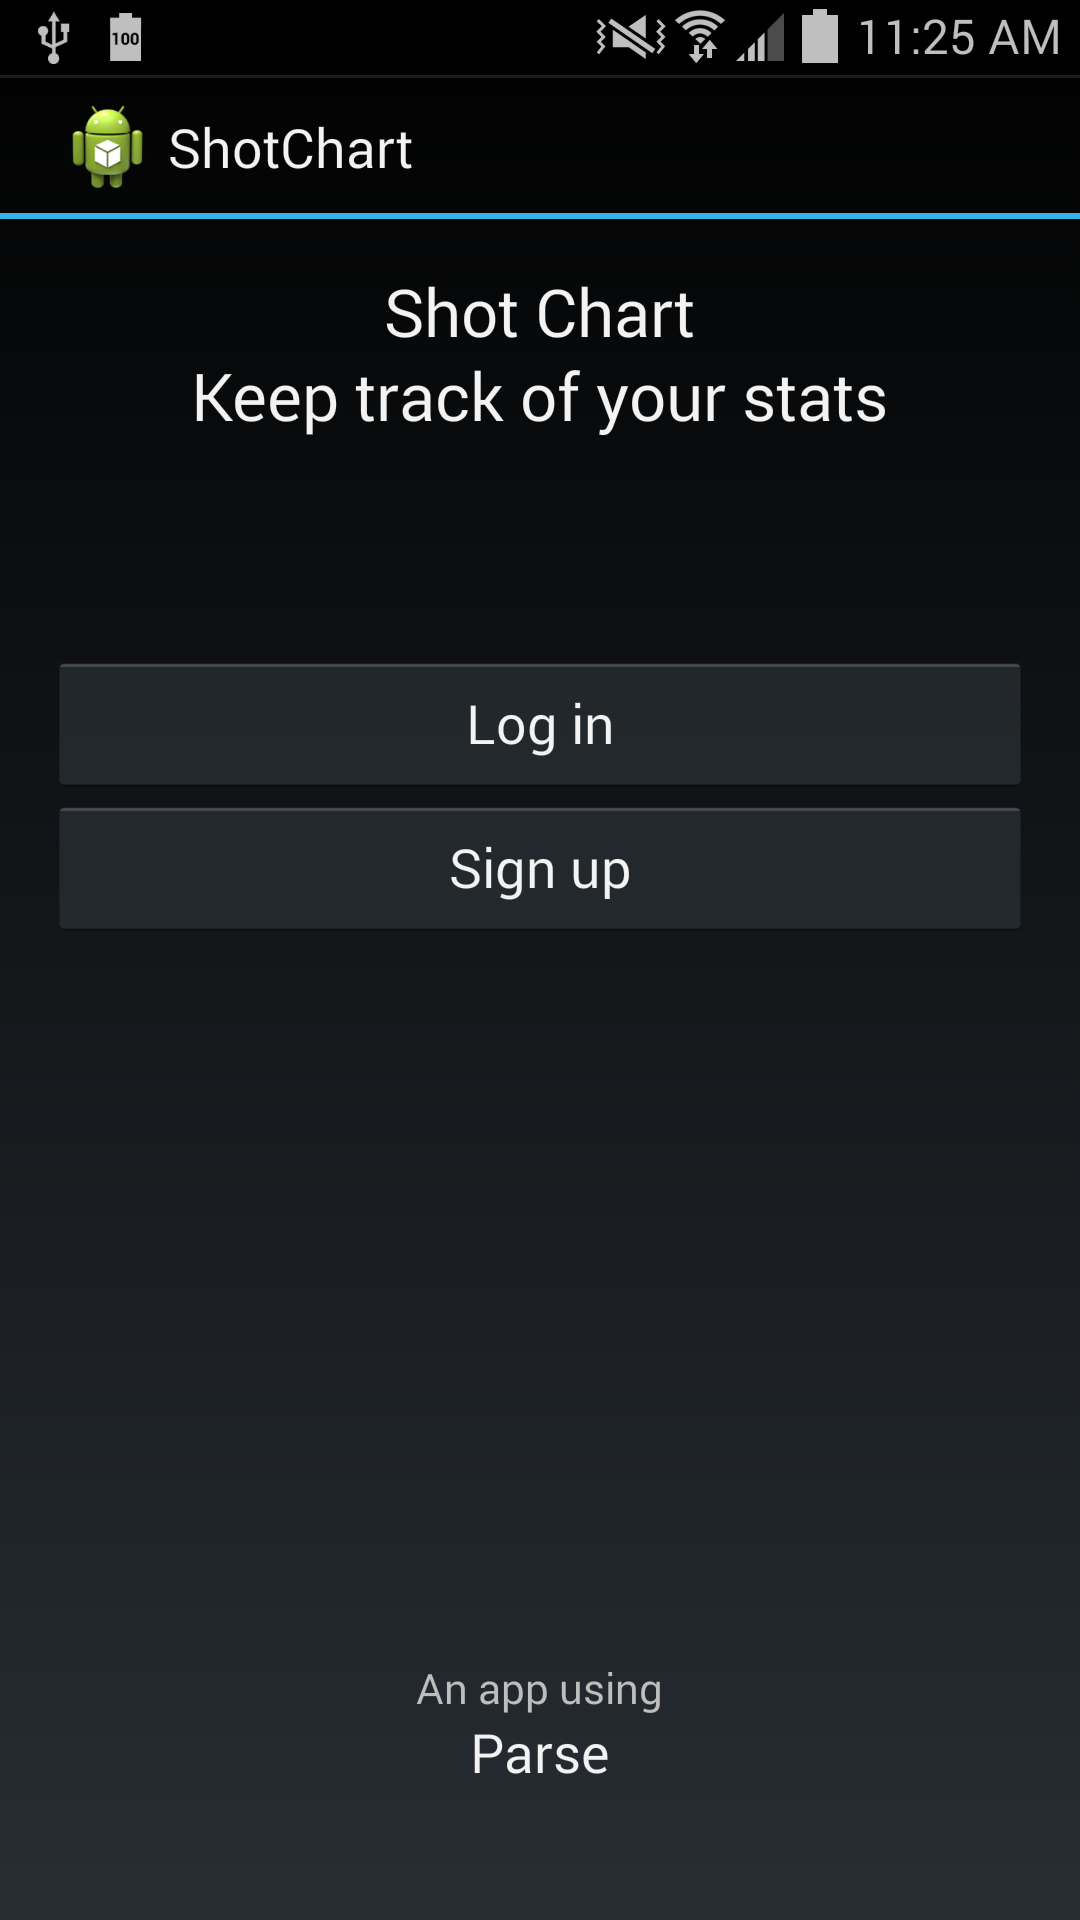 100
11:25 AM
ShotChart
Shot Chart
Keep track of your stats
Log in
Sign up
An app using
Parse